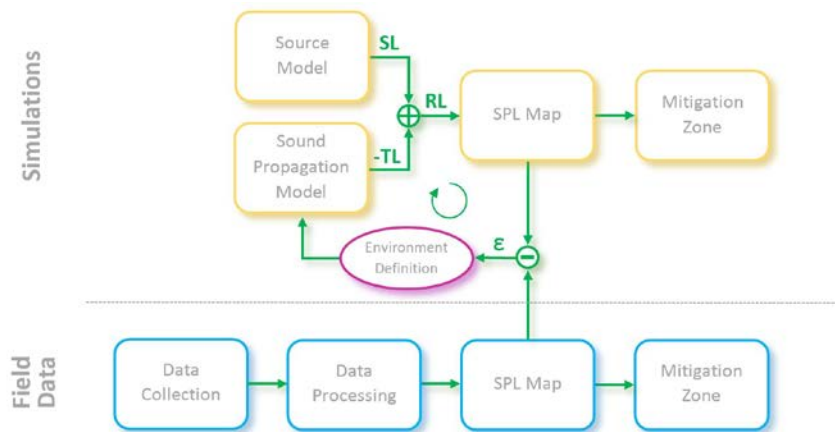 Simulations
Source
Model
SL
RL
SPL Map
Mitigation
Zone
Sound
Propagation
Model
-TL
Environment
Definition
ε
Field
Data
Data
Collection
Data
Processing
SPL Map
Mitigation
Zone